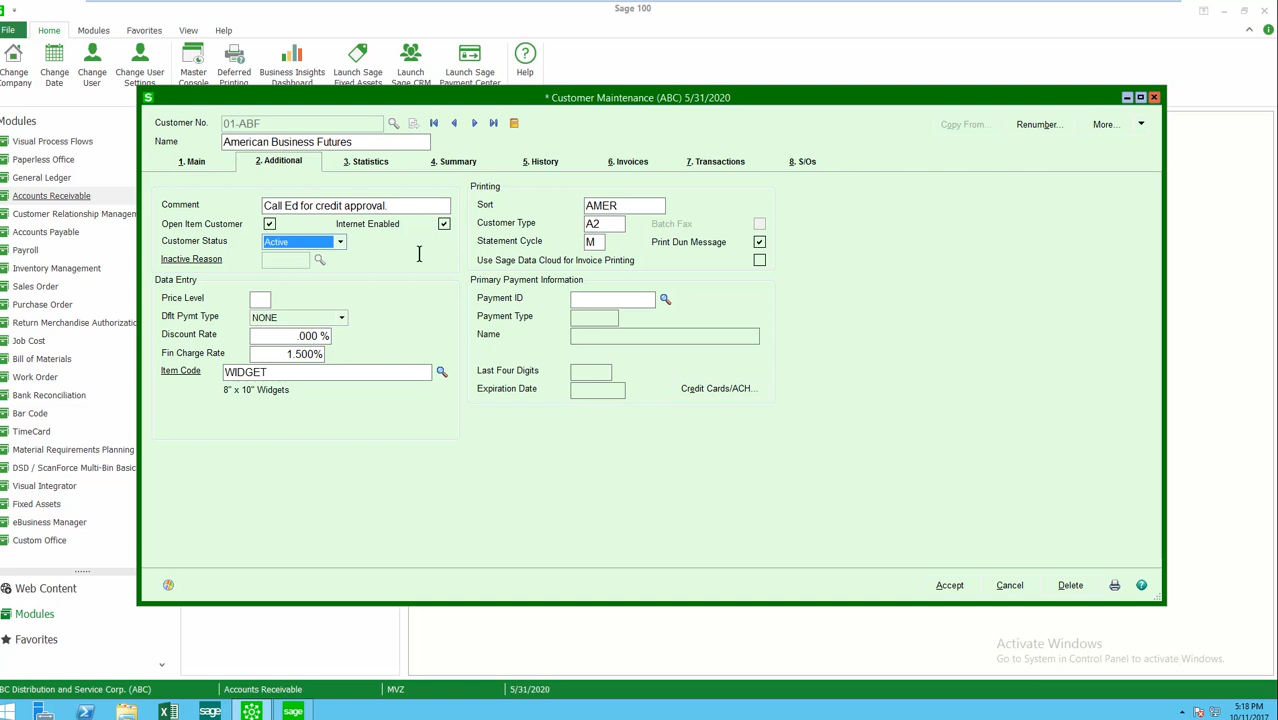 Sage 100
File
Home
Modules
Favorites
View
Help
Change Company
Change Date
Change User
Change User Settings
Master Console
Deferred Printing
Business Insights Dashboard
Launch Sage Fixed Assets
Launch Sage CRM
Launch Sage Payment Center
Help
Modules
Visual Process Flows
Paperless Office
General Ledger
Accounts Receivable
Customer Relationship Managen
Accounts Payable
Payroll
Inventory Management
Sales Order
Purchase Order
Return Merchandise Authorizatic
Job Cost
Bill of Materials
Work Order
Bank Reconciliation
Bar Code
TimeCard
Material Requirements Planning
DSD / ScanForce Multi-Bin Basic
Visual Integrator
Fixed Assets
eBusiness Manager
Custom Office
Web Content
Modules
Favorites
S
* Customer Maintenance (ABC) 5/31/2020
Customer No. 01-ABF
Copy From...
Renumber...
More...
Name American Business Futures
1. Main
2. Additional
3. Statistics
4. Summary
5. History
6. Invoices
7. Transactions
8. S/Os
Comment Call Ed for credit approval.
Open Item Customer
Internet Enabled
Customer Status Active
Inactive Reason
Printing
Sort AMER
Customer Type A2
Batch Fax
Statement Cycle M
Print Dun Message
Use Sage Data Cloud for Invoice Printing
Data Entry
Price Level
Dflt Pymt Type NONE
Discount Rate .000 %
Fin Charge Rate 1.500%
Item Code WIDGET
8" x 10" Widgets
Primary Payment Information
Payment ID
Payment Type
Name
Last Four Digits
Expiration Date
Credit Cards/ACH...
Accept
Cancel
Delete
Activate Windows
Go to System in Control Panel to activate Windows.
BC Distribution and Service Corp. (ABC)
Accounts Receivable
MVZ
5/31/2020
sage
sage
5:18 PM
10/11/2017